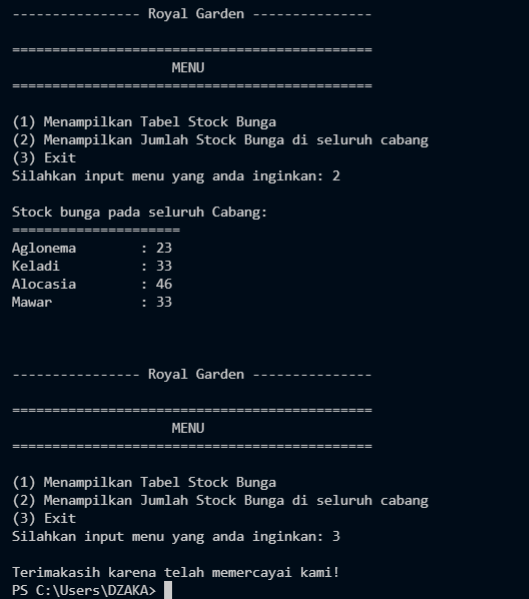 ---------------- Royal Garden ---------------
=============================================
MENU
=============================================
(1) Menampilkan Tabel Stock Bunga
(2) Menampilkan Jumlah Stock Bunga di seluruh cabang
(3) Exit
Silahkan input menu yang anda inginkan: 2
Stock bunga pada seluruh Cabang:
=====================
Aglonema : 23
Keladi : 33
Alocasia : 46
Mawar : 33
---------------- Royal Garden ---------------
=============================================
MENU
=============================================
(1) Menampilkan Tabel Stock Bunga
(2) Menampilkan Jumlah Stock Bunga di seluruh cabang
(3) Exit
Silahkan input menu yang anda inginkan: 3
Terimakasih karena telah memercayai kami!
PS C:\Users\DZAKA>